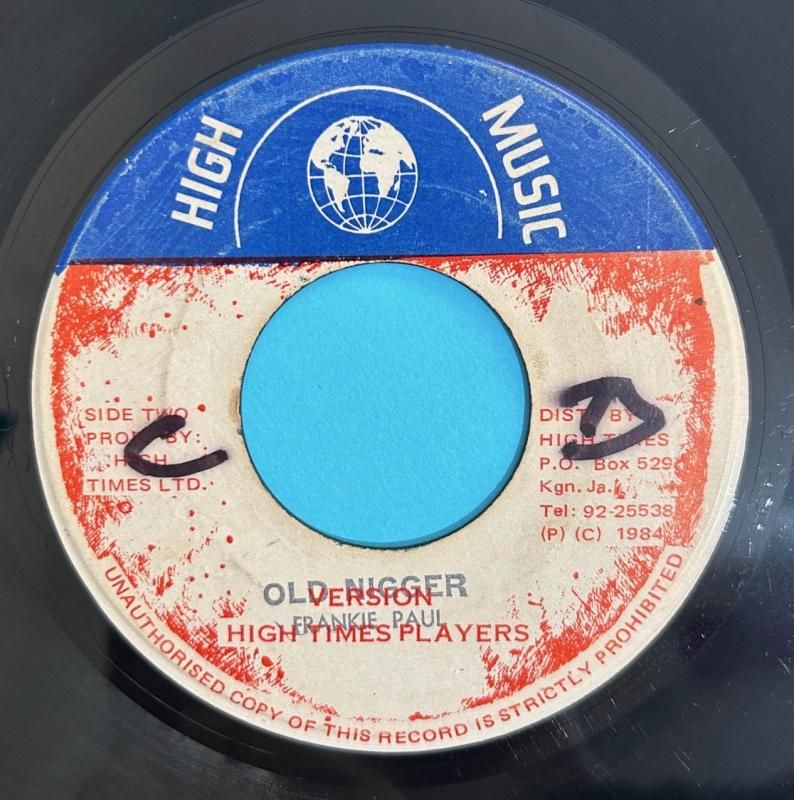 HIGH MUSIC
SIDE TWO
PROD. BY:
HIGH
TIMES LTD.
C
DIST. BY
HIGH TIMES
P.O. Box 529,
Kgn. Ja.
Tel: 92-25538
(P) (C) 1984
D
OLD NIGGER
VERSION
FRANKIE PAUL
HIGH TIMES PLAYERS
UNAUTHORISED COPY OF THIS RECORD IS STRICTLY PROHIBITED